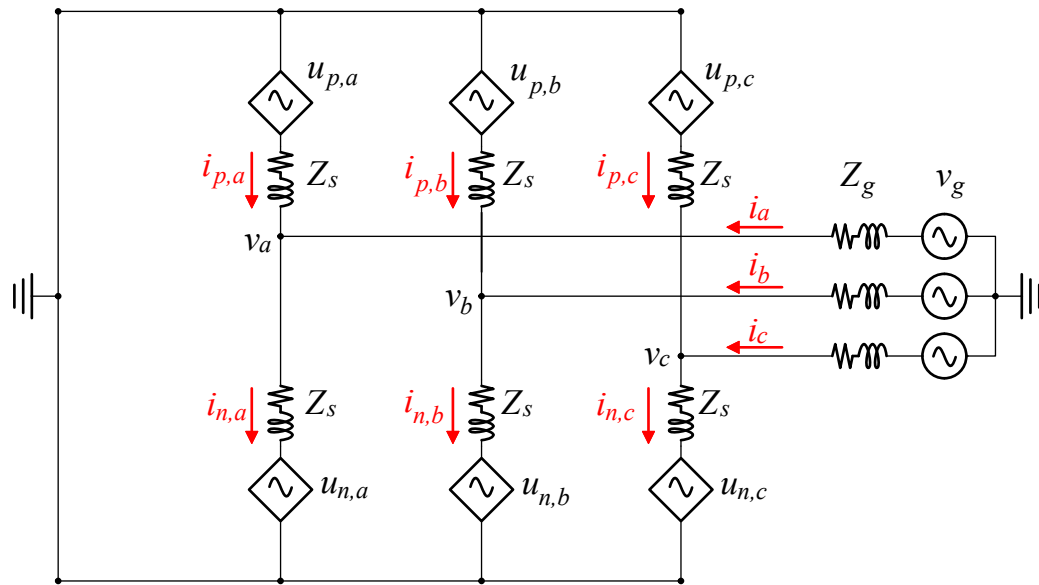 u_{p,a} u_{p,b} u_{p,c}
i_{p,a} Z_s i_{p,b} Z_s i_{p,c} Z_s Z_g v_g
v_a i_a
v_b i_b
v_c i_c
i_{n,a} Z_s i_{n,b} Z_s i_{n,c} Z_s
u_{n,a} u_{n,b} u_{n,c}